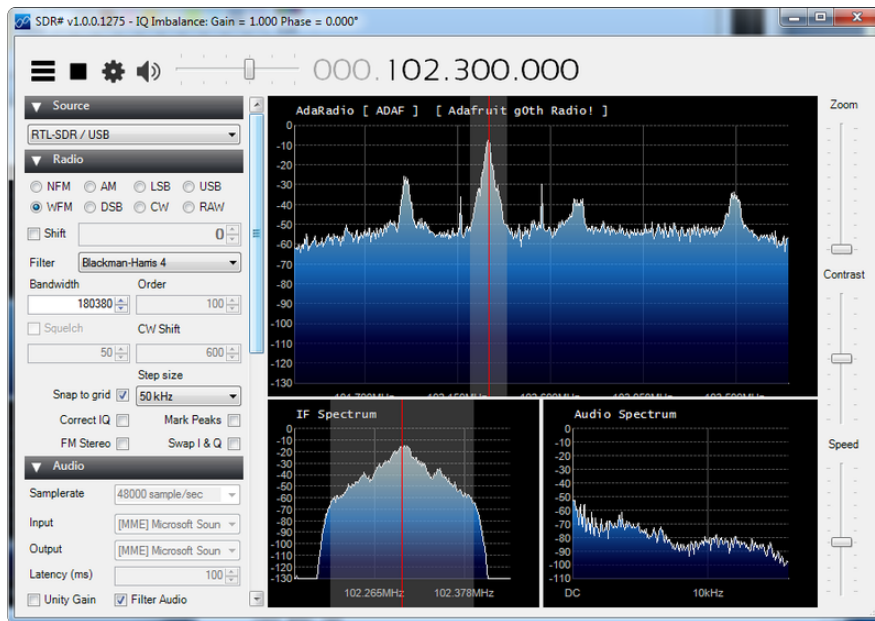 SDR# v1.0.0.1275 - IQ Imbalance: Gain = 1.000 Phase = 0.000°
000.102.300.000
Source
RTL-SDR / USB
Radio
NFM AM LSB USB
WFM DSB CW RAW
Shift 0
Filter Blackman-Harris 4
Bandwidth Order
180380 100
Squelch CW Shift
50 600
Step size
Snap to grid 50 kHz
Correct IQ Mark Peaks
FM Stereo Swap I & Q
Audio
Samplerate 48000 sample/sec
Input [MME] Microsoft Soun
Output [MME] Microsoft Soun
Latency (ms) 100
Unity Gain Filter Audio
AdaRadio [ ADAF ] [ Adafruit g0th Radio! ]
0
-10
-20
-30
-40
-50
-60
-70
-80
-90
-100
-110
-120
-130
IF Spectrum
0
-10
-20
-30
-40
-50
-60
-70
-80
-90
-100
-110
-120
-130
102.265MHz 102.378MHz
Audio Spectrum
0
-10
-20
-30
-40
-50
-60
-70
-80
-90
-100
-110
DC 10kHz
Zoom
Contrast
Speed